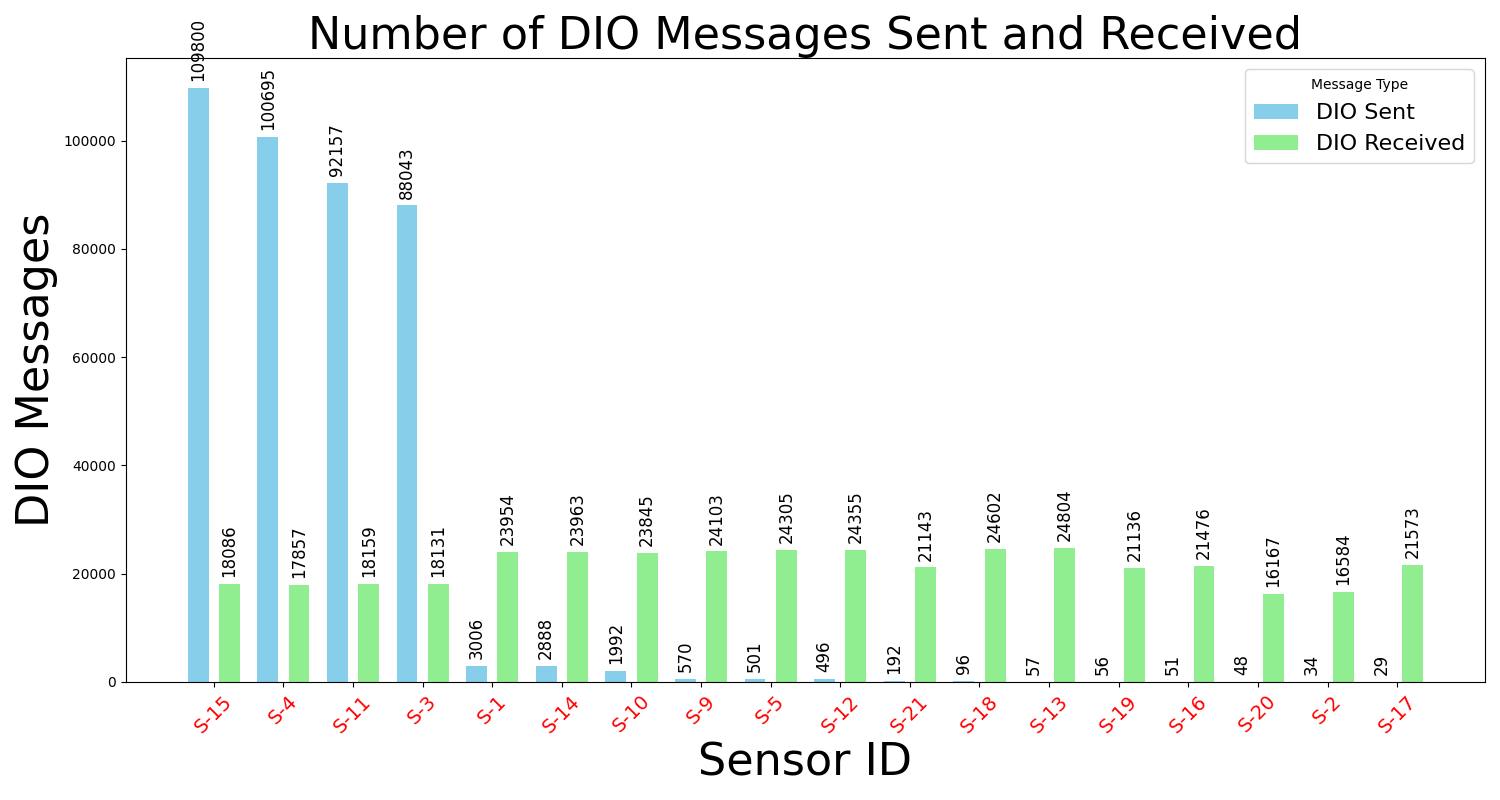 Number of DIO Messages Sent and Received
Message Type
DIO Sent
DIO Received
DIO Messages
100000
80000
60000
40000
20000
0
109800
18086
100695
17857
92157
18159
88043
18131
3006
23954
2888
23963
1992
23845
570
24103
501
24305
496
24355
192
21143
96
24602
57
24804
56
21136
51
21476
48
16167
34
16584
29
21573
S-15
S-4
S-11
S-3
S-1
S-14
S-10
S-9
S-5
S-12
S-21
S-18
S-13
S-19
S-16
S-20
S-2
S-17
Sensor ID